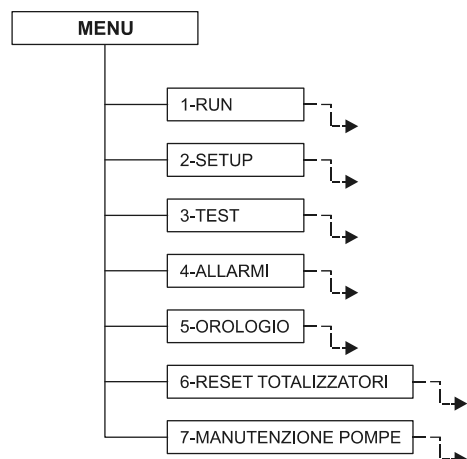 MENU
1-RUN
2-SETUP
3-TEST
4-ALLARMI
5-OROLOGIO
6-RESET TOTALIZZATORI
7-MANUTENZIONE POMPE